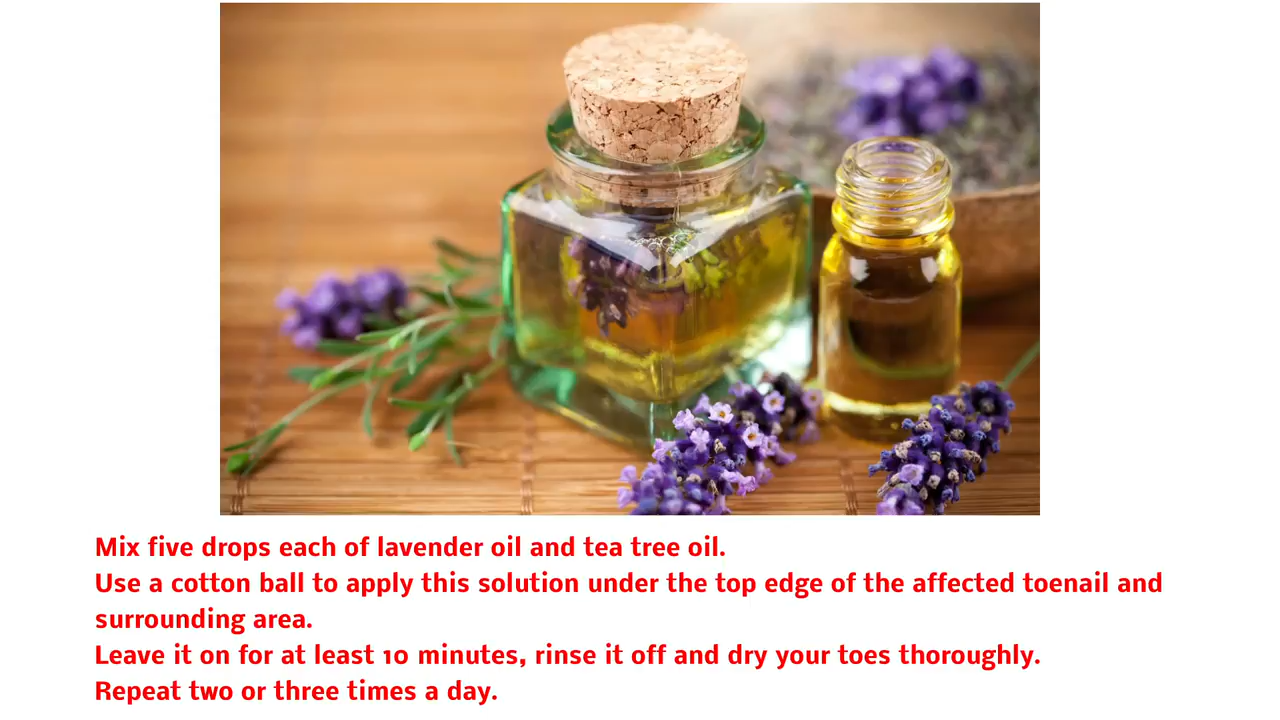 Mix five drops each of lavender oil and tea tree oil.
Use a cotton ball to apply this solution under the top edge of the affected toenail and
surrounding area.
Leave it on for at least 10 minutes, rinse it off and dry your toes thoroughly.
Repeat two or three times a day.